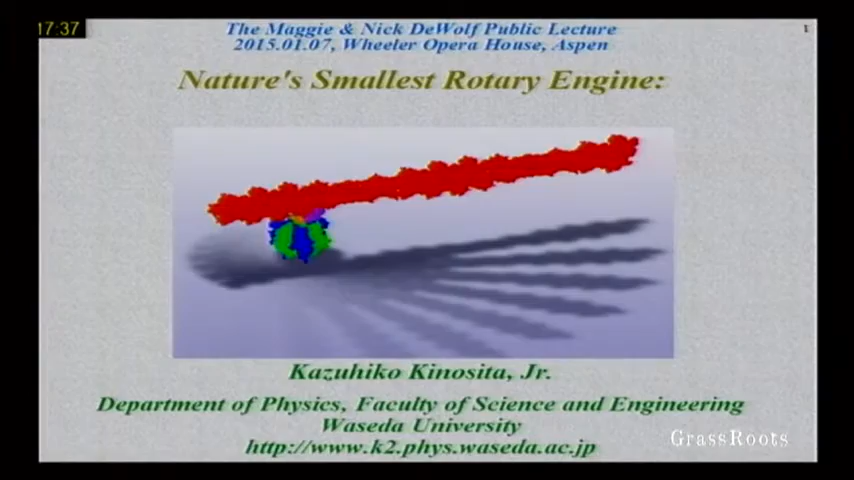 17:37
The Maggie & Nick DeWolf Public Lecture
1
2015.01.07, Wheeler Opera House, Aspen
Nature's Smallest Rotary Engine:
Kazuhiko Kinosita, Jr.
Department of Physics, Faculty of Science and Engineering
Waseda University
http://www.k2.phys.waseda.ac.jp
GrassRoots